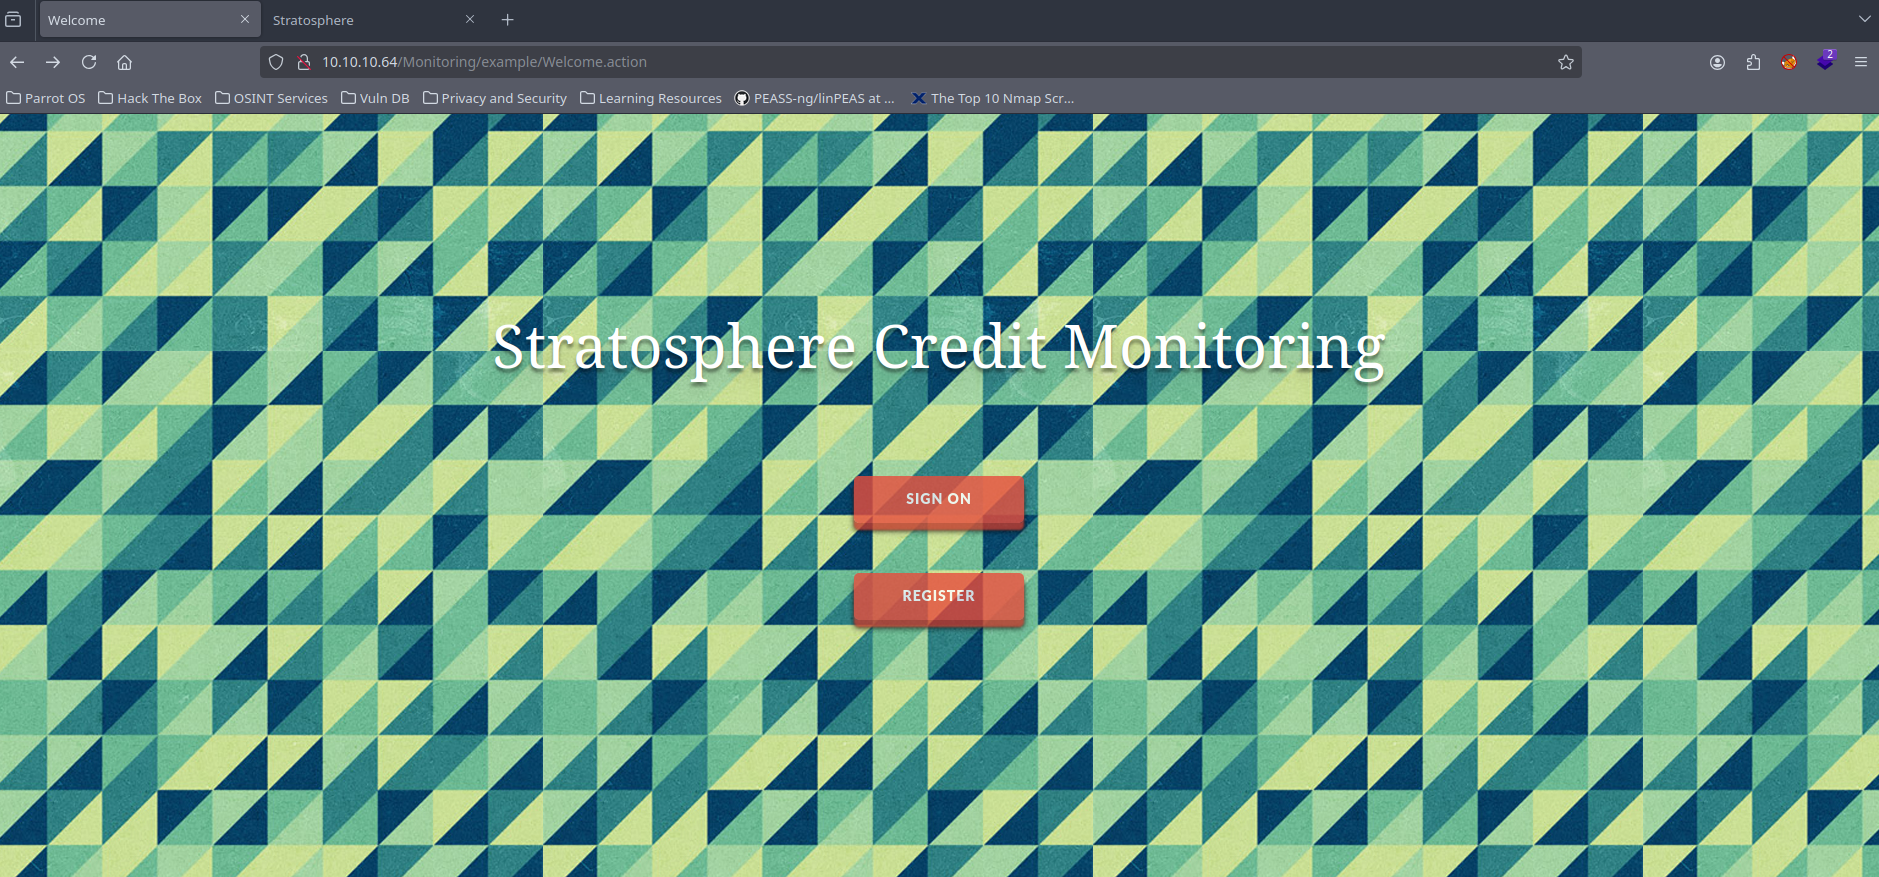 Welcome
Stratosphere
10.10.10.64/Monitoring/example/Welcome.action
2
Parrot OS
Hack The Box
OSINT Services
Vuln DB
Privacy and Security
Learning Resources
PEASS-ng/linPEAS at ...
The Top 10 Nmap Scr...
Stratosphere Credit Monitoring
SIGN ON
REGISTER